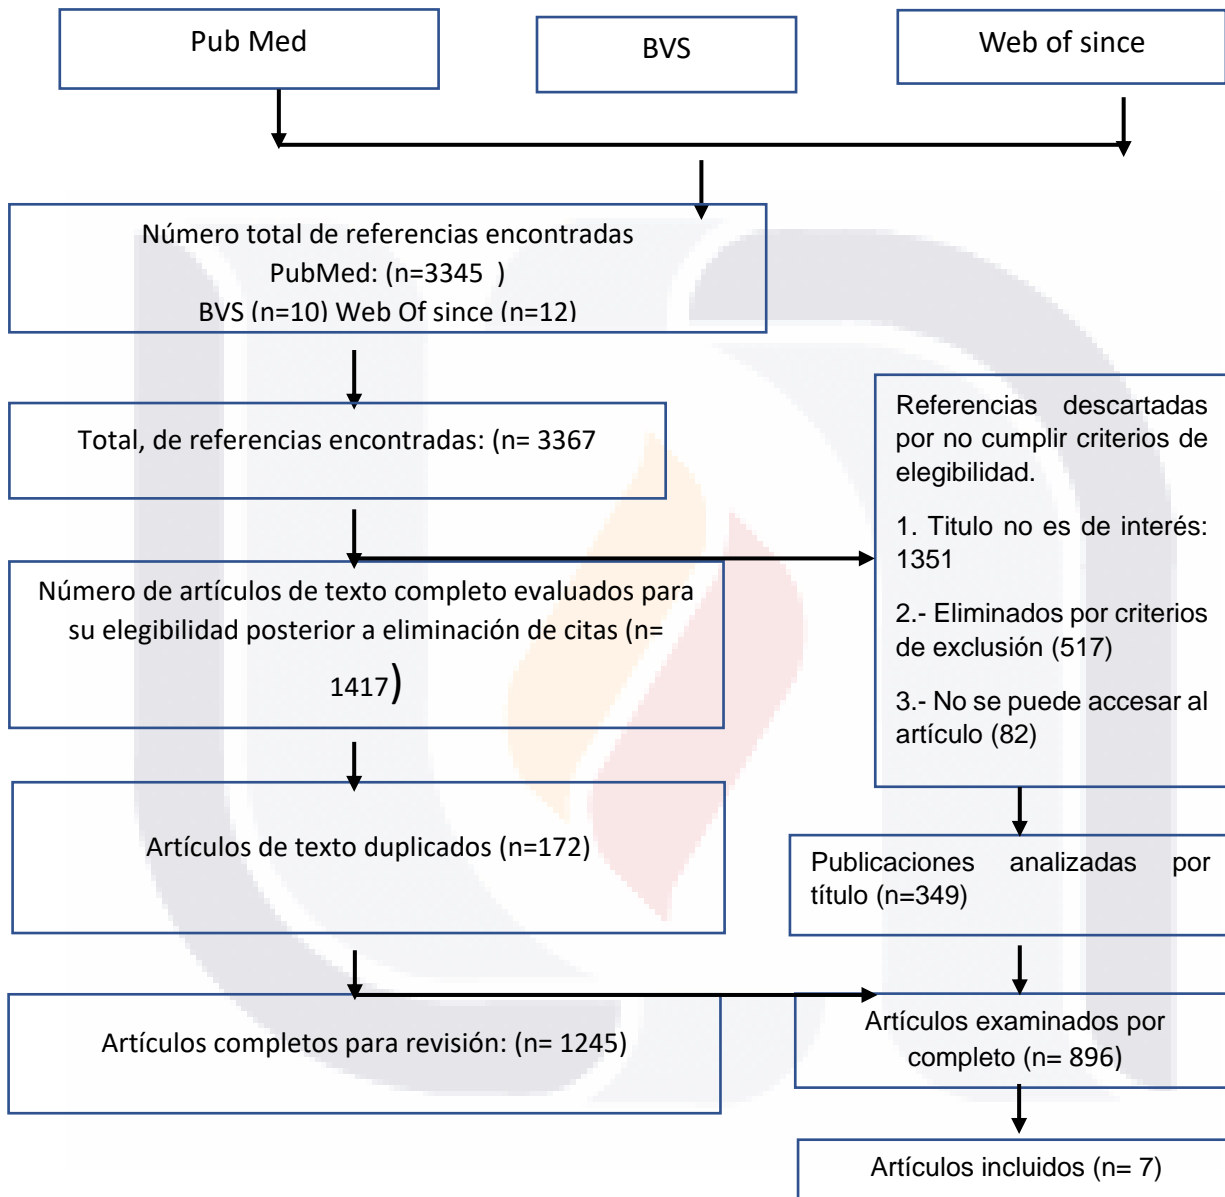 Pub Med
BVS
Web of since
Número total de referencias encontradas
PubMed: (n=3345  )
BVS (n=10) Web Of since (n=12)
Total, de referencias encontradas: (n= 3367
Referencias descartadas
por no cumplir criterios de
elegibilidad.
1. Titulo no es de interés:
1351
2.- Eliminados por criterios
de exclusión (517)
3.- No se puede accesar al
artículo (82)
Número de artículos de texto completo evaluados para
su elegibilidad posterior a eliminación de citas (n=
1417)
Artículos de texto duplicados (n=172)
Publicaciones analizadas por
título (n=349)
Artículos completos para revisión: (n= 1245)
Artículos examinados por
completo (n= 896)
Artículos incluidos (n= 7)